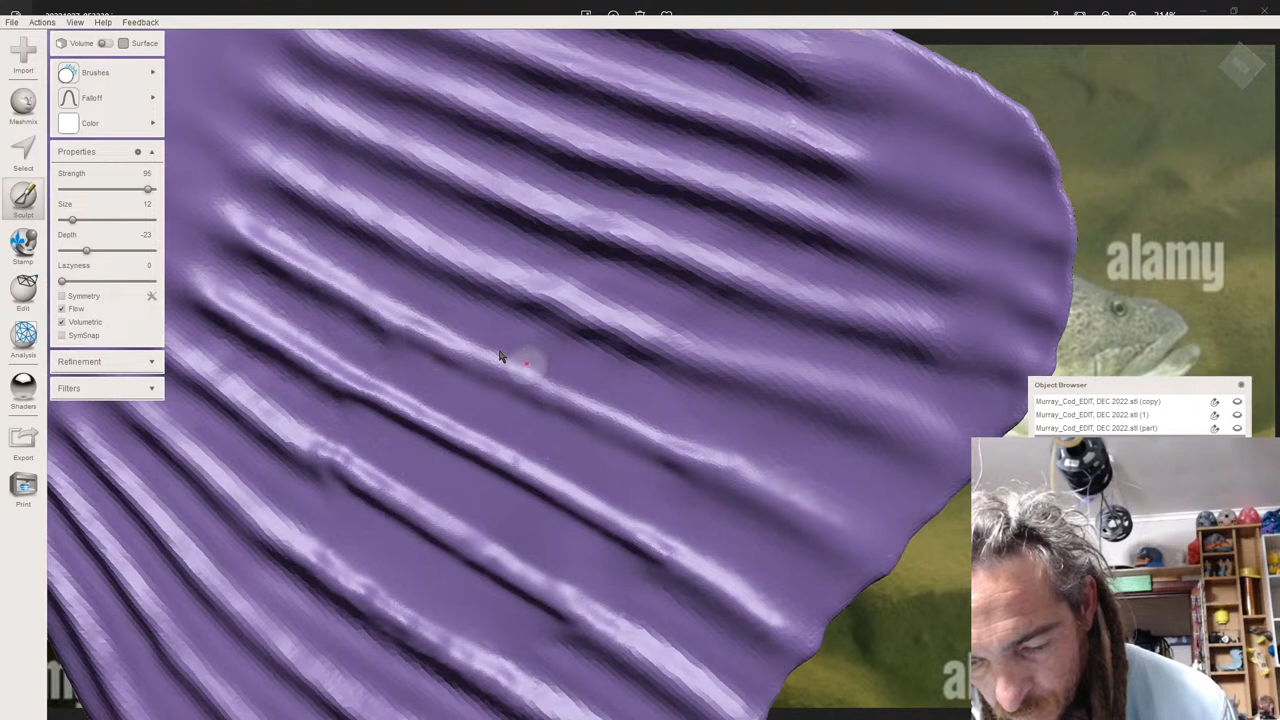 File Actions View Help Feedback
Import
Meshmix
Select
Sculpt
Stamp
Edit
Analysis
Shaders
Export
Print
Volume Surface
Brushes
Falloff
Color
Properties
Strength 95
Size 12
Depth -23
Lazyness 0
Symmetry
Flow
Volumetric
SymSnap
Refinement
Filters
alamy
Object Browser
Murray_Cod_EDIT, DEC 2022.stl (copy)
Murray_Cod_EDIT, DEC 2022.stl (1)
Murray_Cod_EDIT, DEC 2022.stl (part)